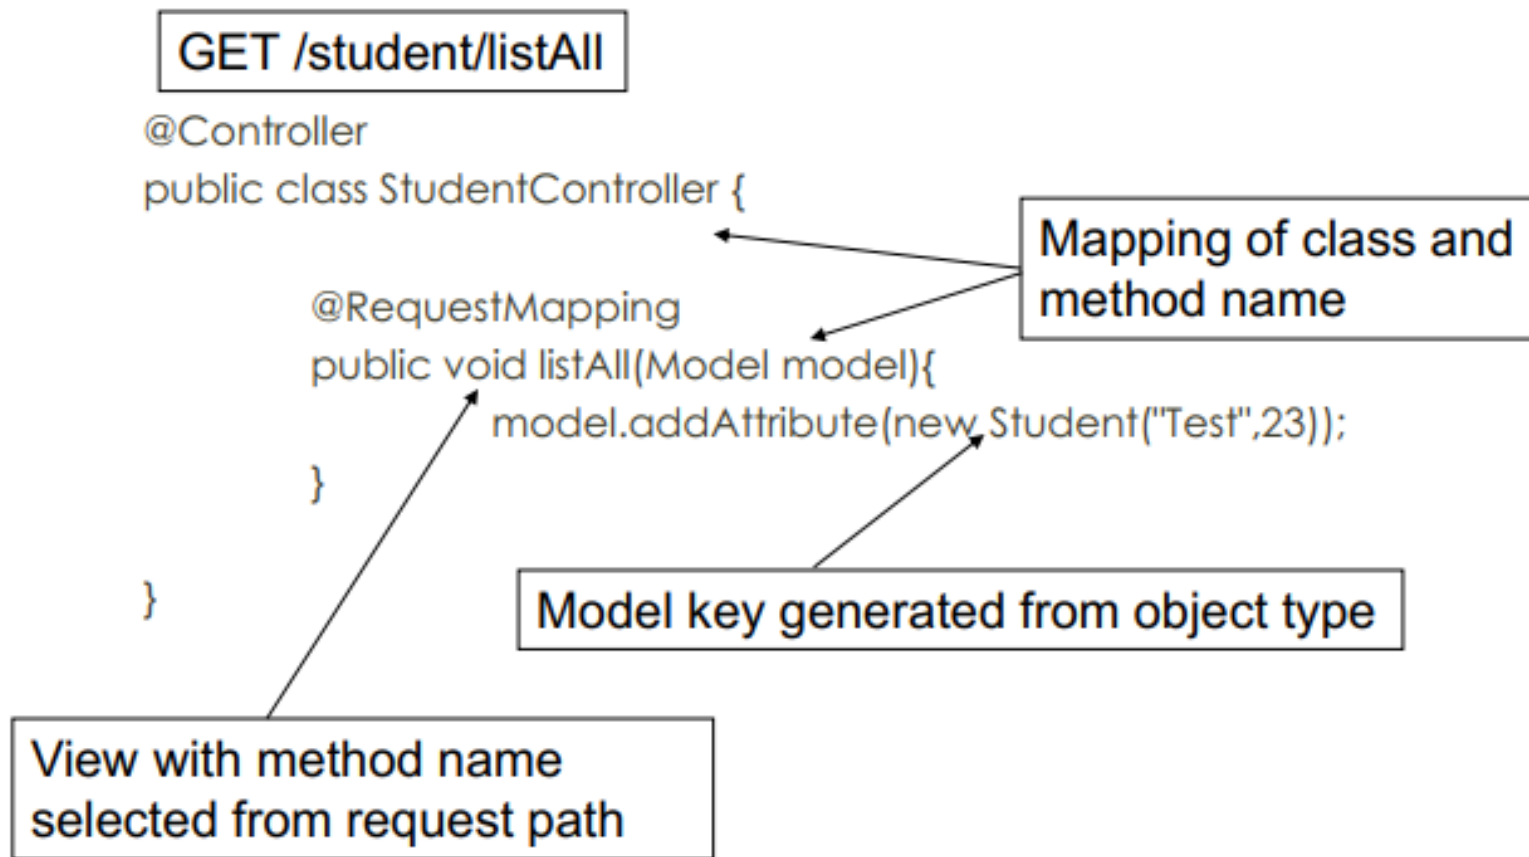 GET /student/listAll
@Controller
public class StudentController {
Mapping of class and
method name
@RequestMapping
public void listAll(Model model){
model.addAttribute(new Student("Test",23));
}
}
Model key generated from object type
View with method name
selected from request path